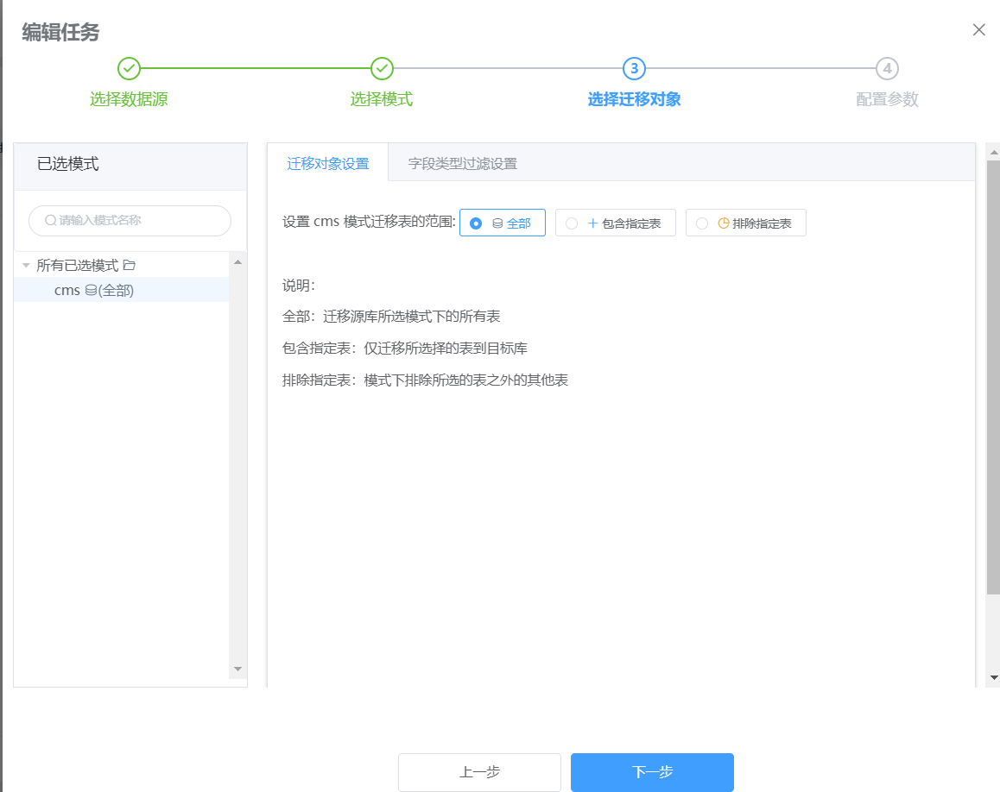 编辑任务
3
4
选择数据源
选择模式
选择迁移对象
配置参数
已选模式
请输入模式名称
所有已选模式
cms (全部)
迁移对象设置
字段类型过滤设置
设置 cms 模式迁移表的范围:
全部
包含指定表
排除指定表
说明：
全部：迁移源库所选模式下的所有表
包含指定表：仅迁移所选择的表到目标库
排除指定表：模式下排除所选的表之外的其他表
上一步
下一步